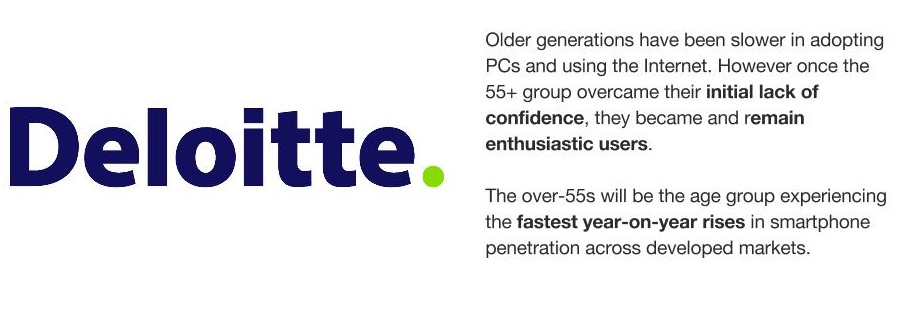 Deloitte.
Older generations have been slower in adopting
PCs and using the Internet. However once the
55+ group overcame their initial lack of
confidence, they became and remain
enthusiastic users.
The over-55s will be the age group experiencing
the fastest year-on-year rises in smartphone
penetration across developed markets.